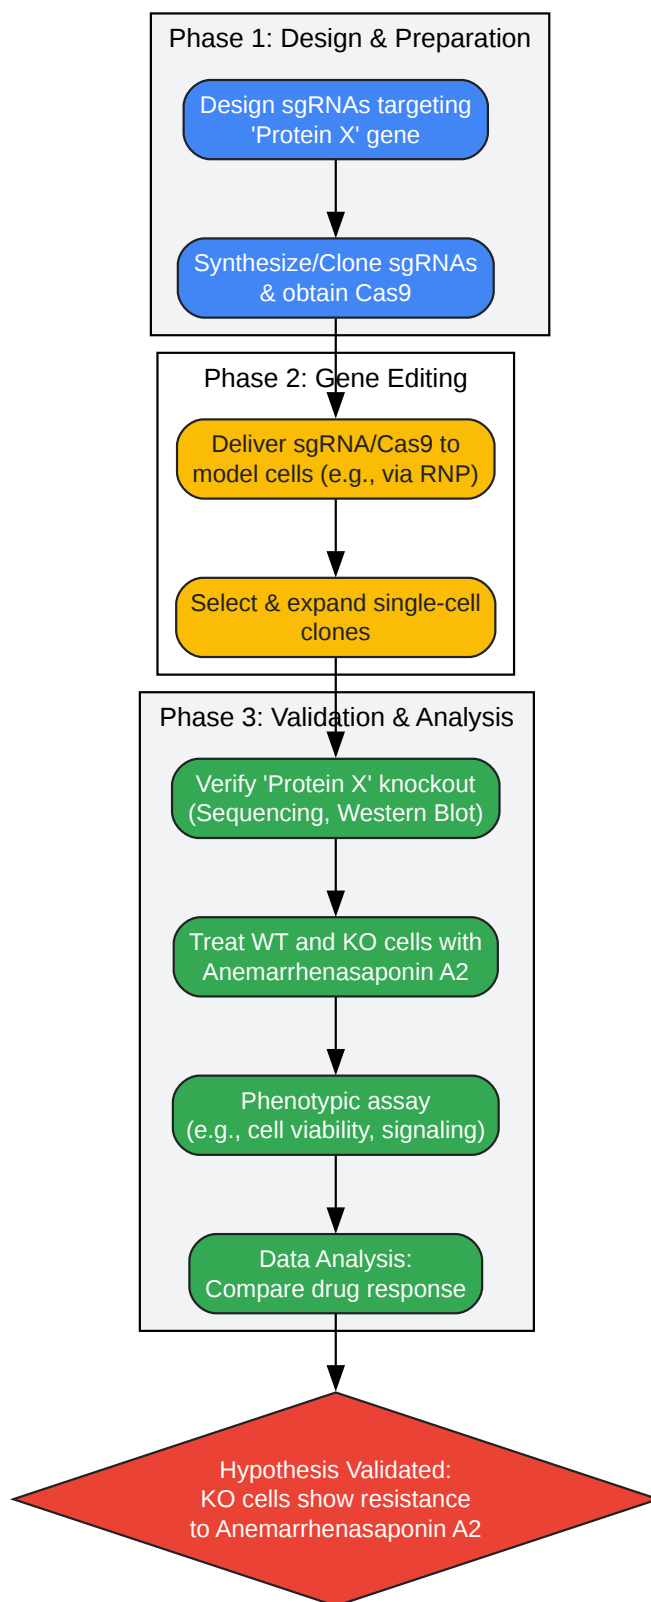 Phase 1: Design & Preparation
Design sgRNAs targeting
'Protein X' gene
Synthesize/Clone sgRNAs
& obtain Cas9
Phase 2: Gene Editing
Deliver sgRNA/Cas9 to
model cells (e.g., via RNP)
Select & expand single-cell
clones
Phase 3: Validation & Analysis
Verify 'Protein X' knockout
(Sequencing, Western Blot)
Treat WT and KO cells with
Anemarrhenasaponin A2
Phenotypic assay
(e.g., cell viability, signaling)
Data Analysis:
Compare drug response
Hypothesis Validated:
KO cells show resistance
to Anemarrhenasaponin A2